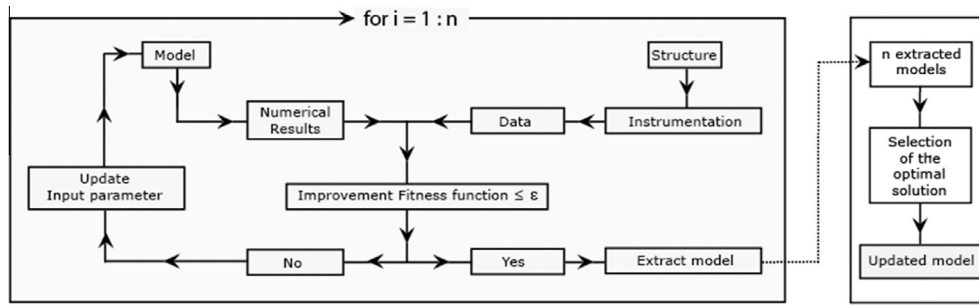 for i = 1 : n
Model
Structure
n extracted
models
Numerical
Results
Data
Instrumentation
Selection
of the
optimal
solution
Update
Input parameter
Improvement Fitness function ≤ ε
No
Yes
Extract model
Updated model